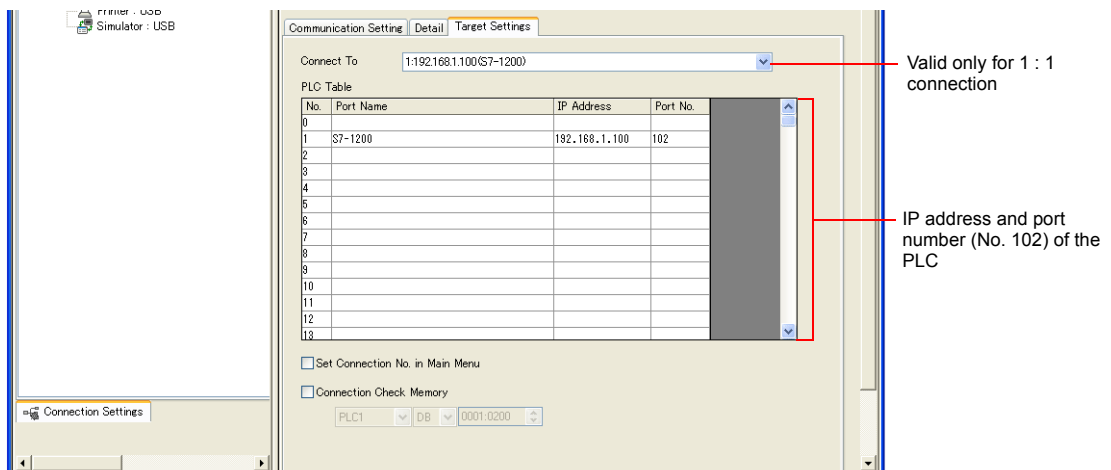 Printer : USB
Simulator : USB
Communication Setting Detail Target Settings
Connect To 1:192.168.1.100(S7-1200)
Valid only for 1 : 1
connection
PLC Table
No. Port Name IP Address Port No.
0
1 S7-1200 192.168.1.100 102
2
3
4
5
6
IP address and port
number (No. 102) of the
PLC
7
8
9
10
11
12
13
Set Connection No. in Main Menu
Connection Check Memory
PLC1 DB 0001:0200
Connection Settings